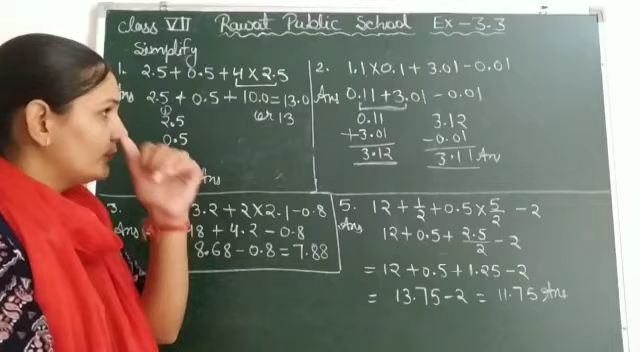 Class VII Rawat Public School Ex-3.3
Simplify
1. 2.5+0.5+4×2.5
Ans 2.5+0.5+10.0=13.0
or 13
2.5
0.5
Ans
2. 1.1×0.1+3.01-0.01
Ans 0.11+3.01-0.01
0.11 3.12
+3.01 -0.01
3.12 3.11 Ans
3. 3.2+2×2.1-0.8
Ans 48+4.2-0.8
8.68-0.8=7.88
5. 12+1/2+0.5×5/2-2
Ans 12+0.5+2.5/2-2
=12+0.5+1.25-2
= 13.75-2=11.75 Ans